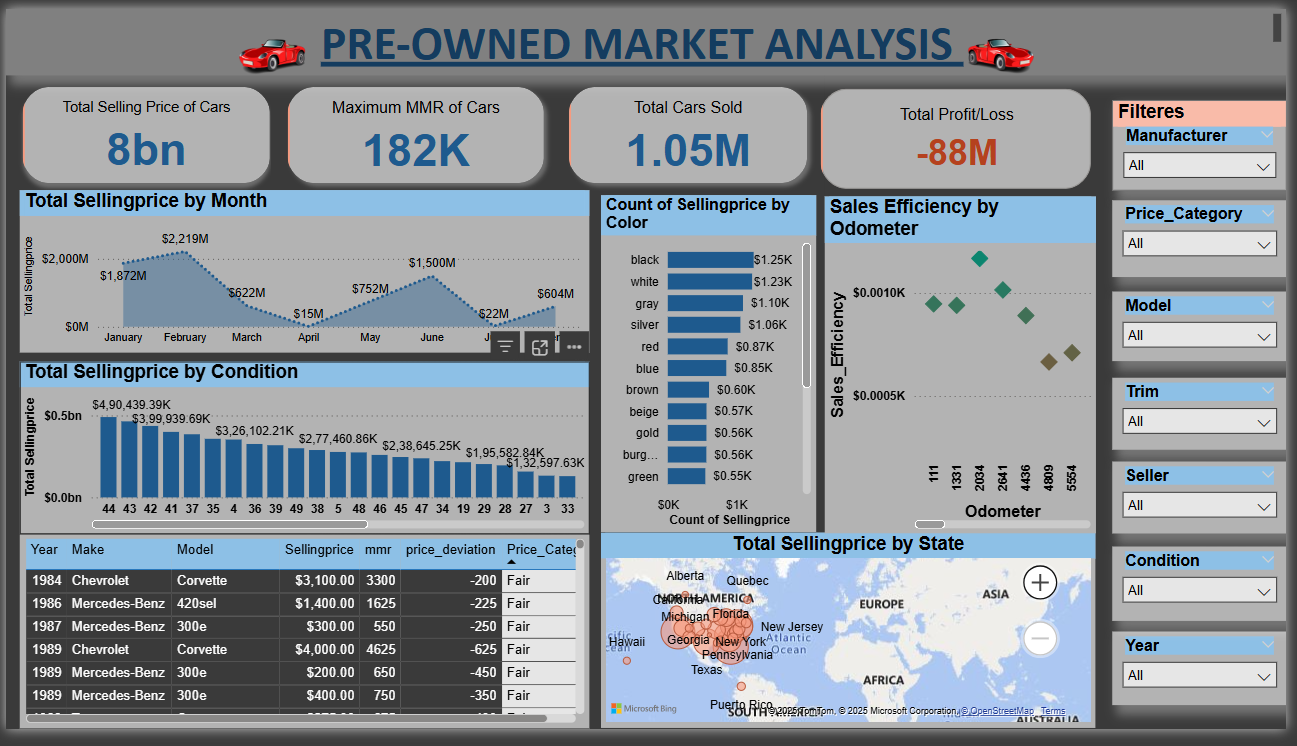 PRE-OWNED MARKET ANALYSIS
Total Selling Price of Cars
8bn
Maximum MMR of Cars
182K
Total Cars Sold
1.05M
Total Profit/Loss
-88M
Filteres
Manufacturer
All
Price_Category
All
Model
All
Trim
All
Seller
All
Condition
All
Year
All
Total Sellingprice by Month
Total Sellingprice
$2,000M
$0M
$1,872M
$2,219M
$622M
$15M
$752M
$1,500M
$22M
$604M
January February March April May June
Total Sellingprice by Condition
Total Sellingprice
$0.5bn
$0.0bn
$4,90,439.39K
$3,99,939.69K
$3,26,102.21K
$2,77,460.86K
$2,38,645.25K
$1,95,582.84K
$1,32,597.63K
44 43 42 41 37 35 4 36 39 49 38 5 48 46 45 47 34 19 29 28 27 3 33
Count of Sellingprice by
Color
black $1.25K
white $1.23K
gray $1.10K
silver $1.06K
red $0.87K
blue $0.85K
brown $0.60K
beige $0.57K
gold $0.56K
burg... $0.56K
green $0.55K
$0K $1K
Count of Sellingprice
Sales Efficiency by
Odometer
Sales_Efficiency
$0.0010K
$0.0005K
111 1331 2034 2641 4436 4809 5554
Odometer
Year Make Model Sellingprice mmr price_deviation Price_Categ
1984 Chevrolet Corvette $3,100.00 3300 -200 Fair
1986 Mercedes-Benz 420sel $1,400.00 1625 -225 Fair
1987 Mercedes-Benz 300e $300.00 550 -250 Fair
1989 Chevrolet Corvette $4,000.00 4625 -625 Fair
1989 Mercedes-Benz 300e $200.00 650 -450 Fair
1989 Mercedes-Benz 300e $400.00 750 -350 Fair
Total Sellingprice by State
Alberta
Quebec
NORTH AMERICA
California
Michigan
Florida
New Jersey
Hawaii
Georgia
New York
Pennsylvania
Texas
Puerto Rico
Atlantic
Ocean
EUROPE
ASIA
AFRICA
AUSTRALIA
Microsoft Bing
© 2025 TomTom, © 2025 Microsoft Corporation, © OpenStreetMap Terms